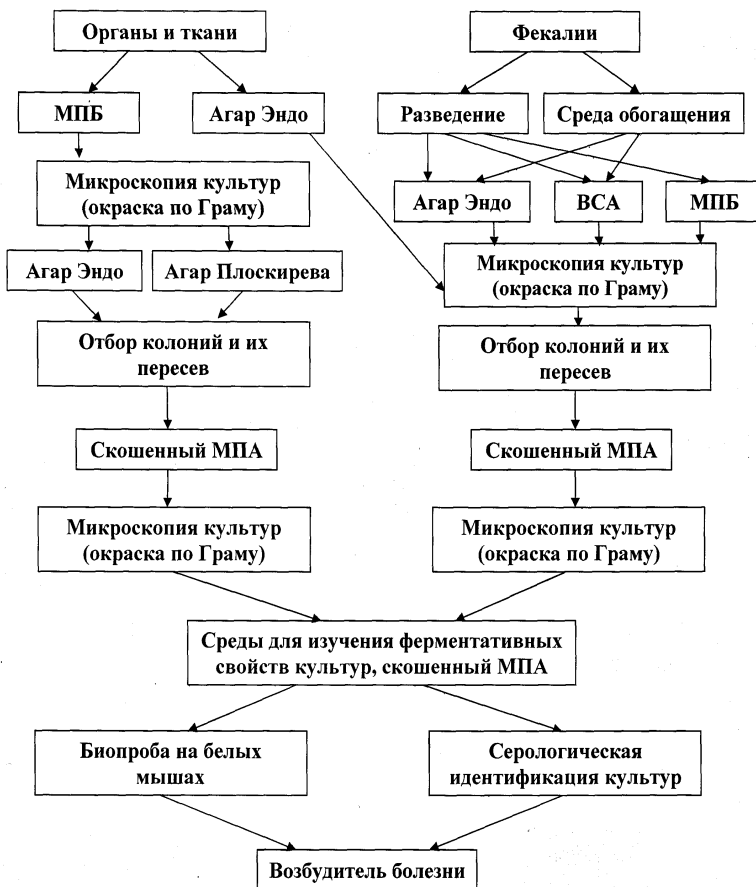 Органы и ткани
Фекалии
МПБ
Агар Эндо
Разведение
Среда обогащения
Микроскопия культур
(окраска по Граму)
Агар Эндо
ВСА
МПБ
Агар Эндо
Агар Плоскирева
Микроскопия культур
(окраска по Граму)
Отбор колоний и их
пересев
Отбор колоний и их
пересев
Скошенный МПА
Скошенный МПА
Микроскопия культур
(окраска по Граму)
Микроскопия культур
(окраска по Граму)
Среды для изучения ферментативных
свойств культур, скошенный МПА
Биопроба на белых
мышах
Серологическая
идентификация культур
Возбудитель болезни